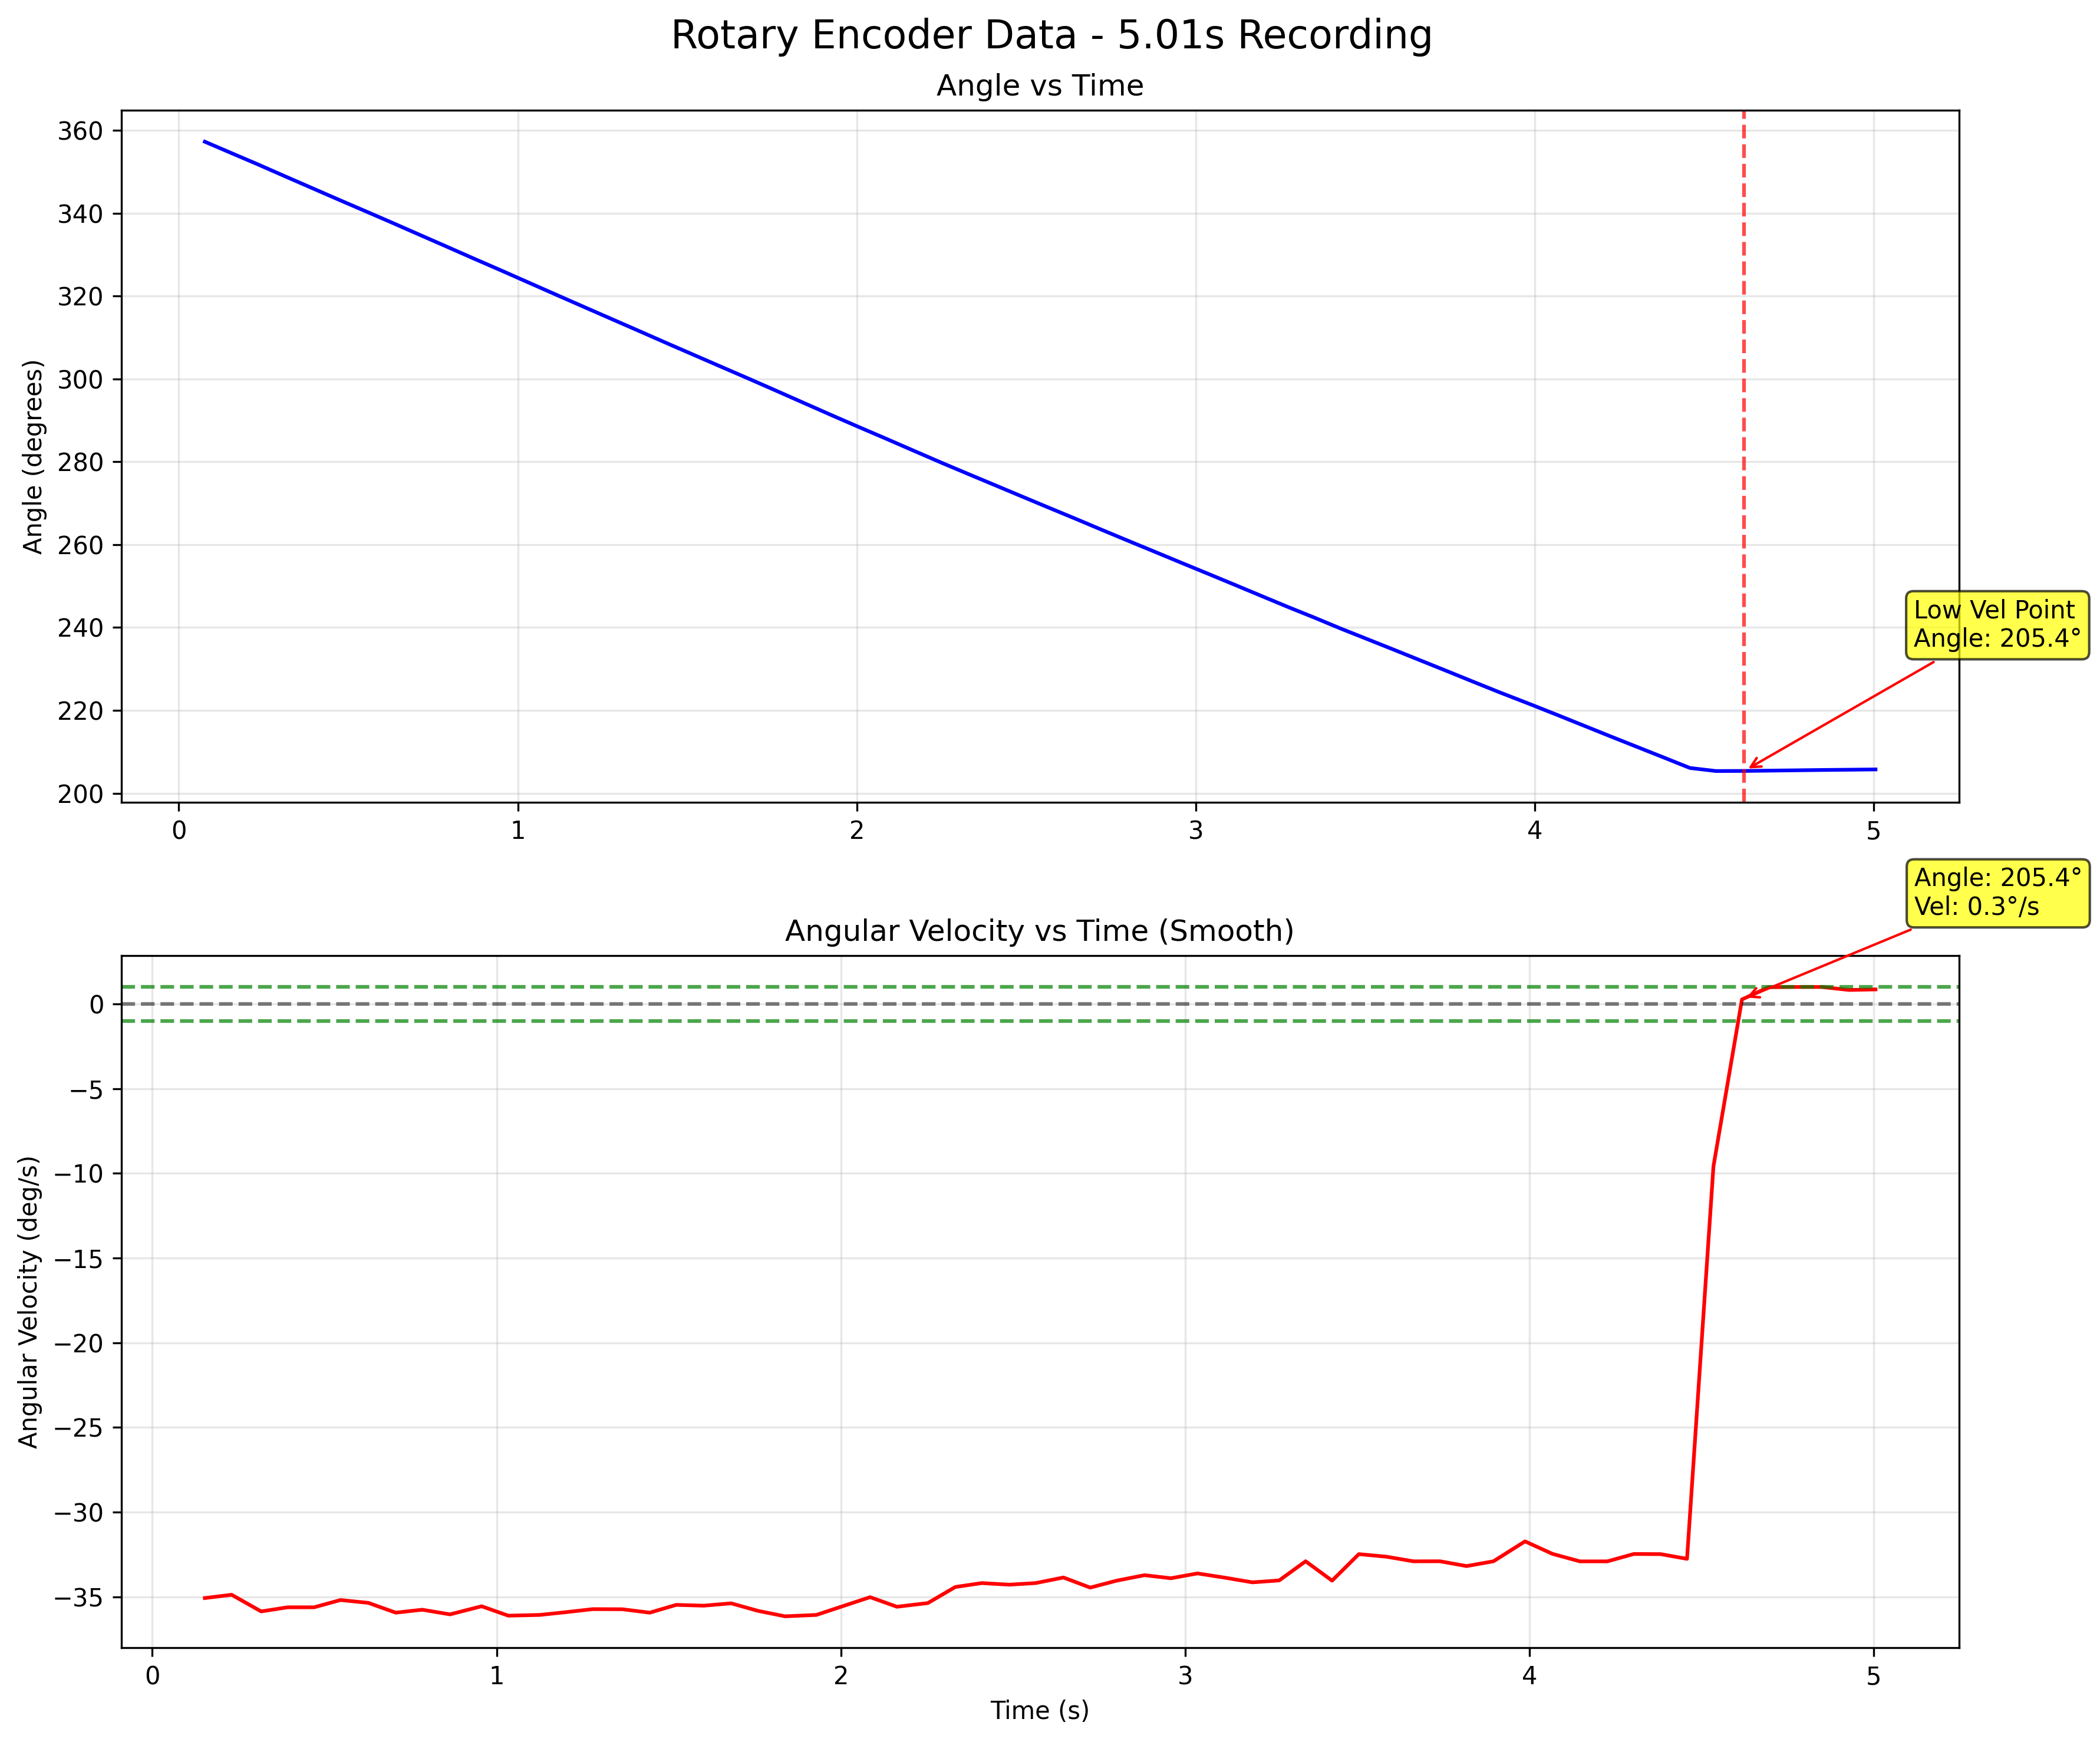 Rotary Encoder Data - 5.01s Recording
Angle vs Time
Angle (degrees)
360
340
320
300
280
260
240
220
200
0 1 2 3 4 5
Low Vel Point
Angle: 205.4°
Angle: 205.4°
Vel: 0.3°/s
Angular Velocity vs Time (Smooth)
Angular Velocity (deg/s)
0
−5
−10
−15
−20
−25
−30
−35
0 1 2 3 4 5
Time (s)